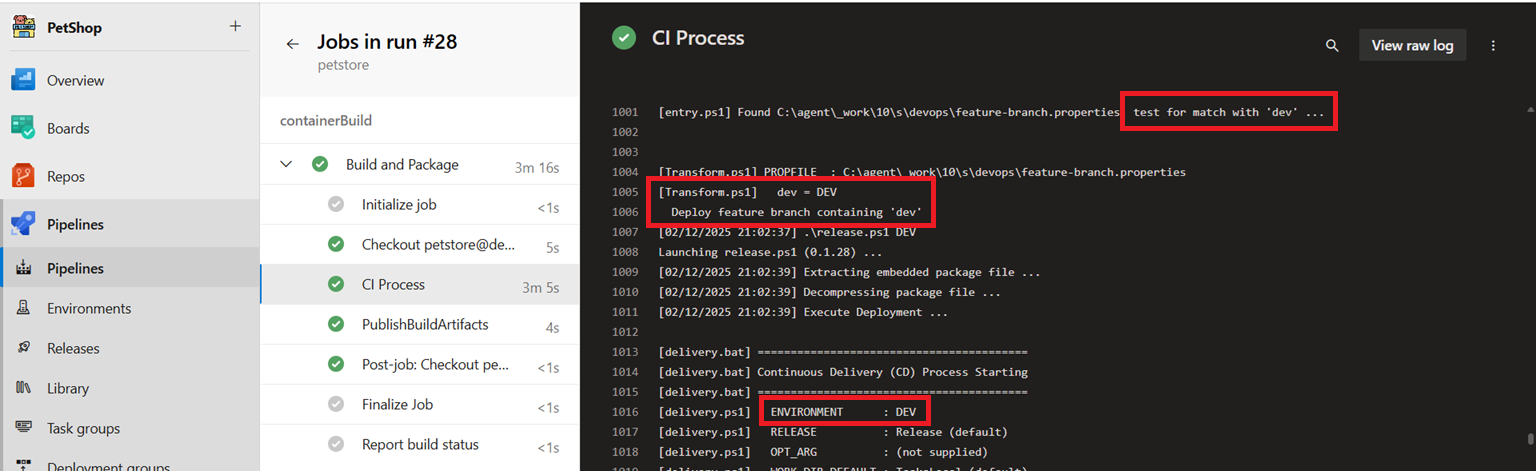 PetShop
+
Overview
Boards
Repos
Pipelines
Pipelines
Environments
Releases
Library
Task groups
Deployment groups
Jobs in run #28
petstore
containerBuild
Build and Package 3m 16s
Initialize job <1s
Checkout petstore@de... 5s
CI Process 3m 5s
PublishBuildArtifacts 4s
Post-job: Checkout pe... <1s
Finalize Job <1s
Report build status <1s
CI Process
View raw log
1001 [entry.ps1] Found C:\agent\_work\10\s\devops\feature-branch.properties test for match with 'dev' ...
1002
1003
1004 [Transform.ps1] PROPFILE : C:\agent\_work\10\s\devops\feature-branch.properties
1005 [Transform.ps1] dev = DEV
1006 Deploy feature branch containing 'dev'
1007 [02/12/2025 21:02:37] .\release.ps1 DEV
1008 Launching release.ps1 (0.1.28) ...
1009 [02/12/2025 21:02:39] Extracting embedded package file ...
1010 [02/12/2025 21:02:39] Decompressing package file ...
1011 [02/12/2025 21:02:39] Execute Deployment ...
1012
1013 [delivery.bat] =========================================
1014 [delivery.bat] Continuous Delivery (CD) Process Starting
1015 [delivery.bat] =========================================
1016 [delivery.ps1] ENVIRONMENT : DEV
1017 [delivery.ps1] RELEASE : Release (default)
1018 [delivery.ps1] OPT_ARG : (not supplied)
1019 [delivery.ps1] WORK_DIR_DEFAULT : TasksLocal (default)